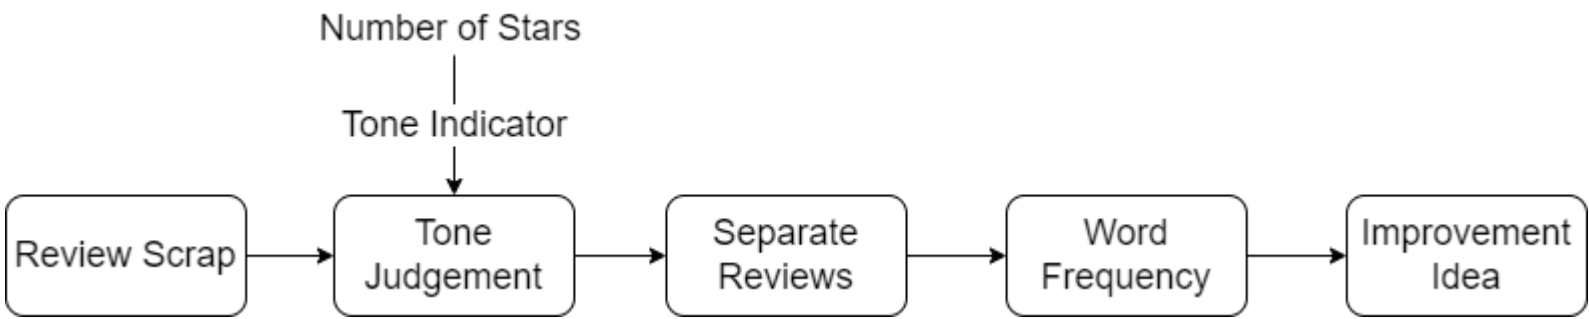 Number of Stars
Tone Indicator
Review Scrap
Tone
Judgement
Separate
Reviews
Word
Frequency
Improvement
Idea